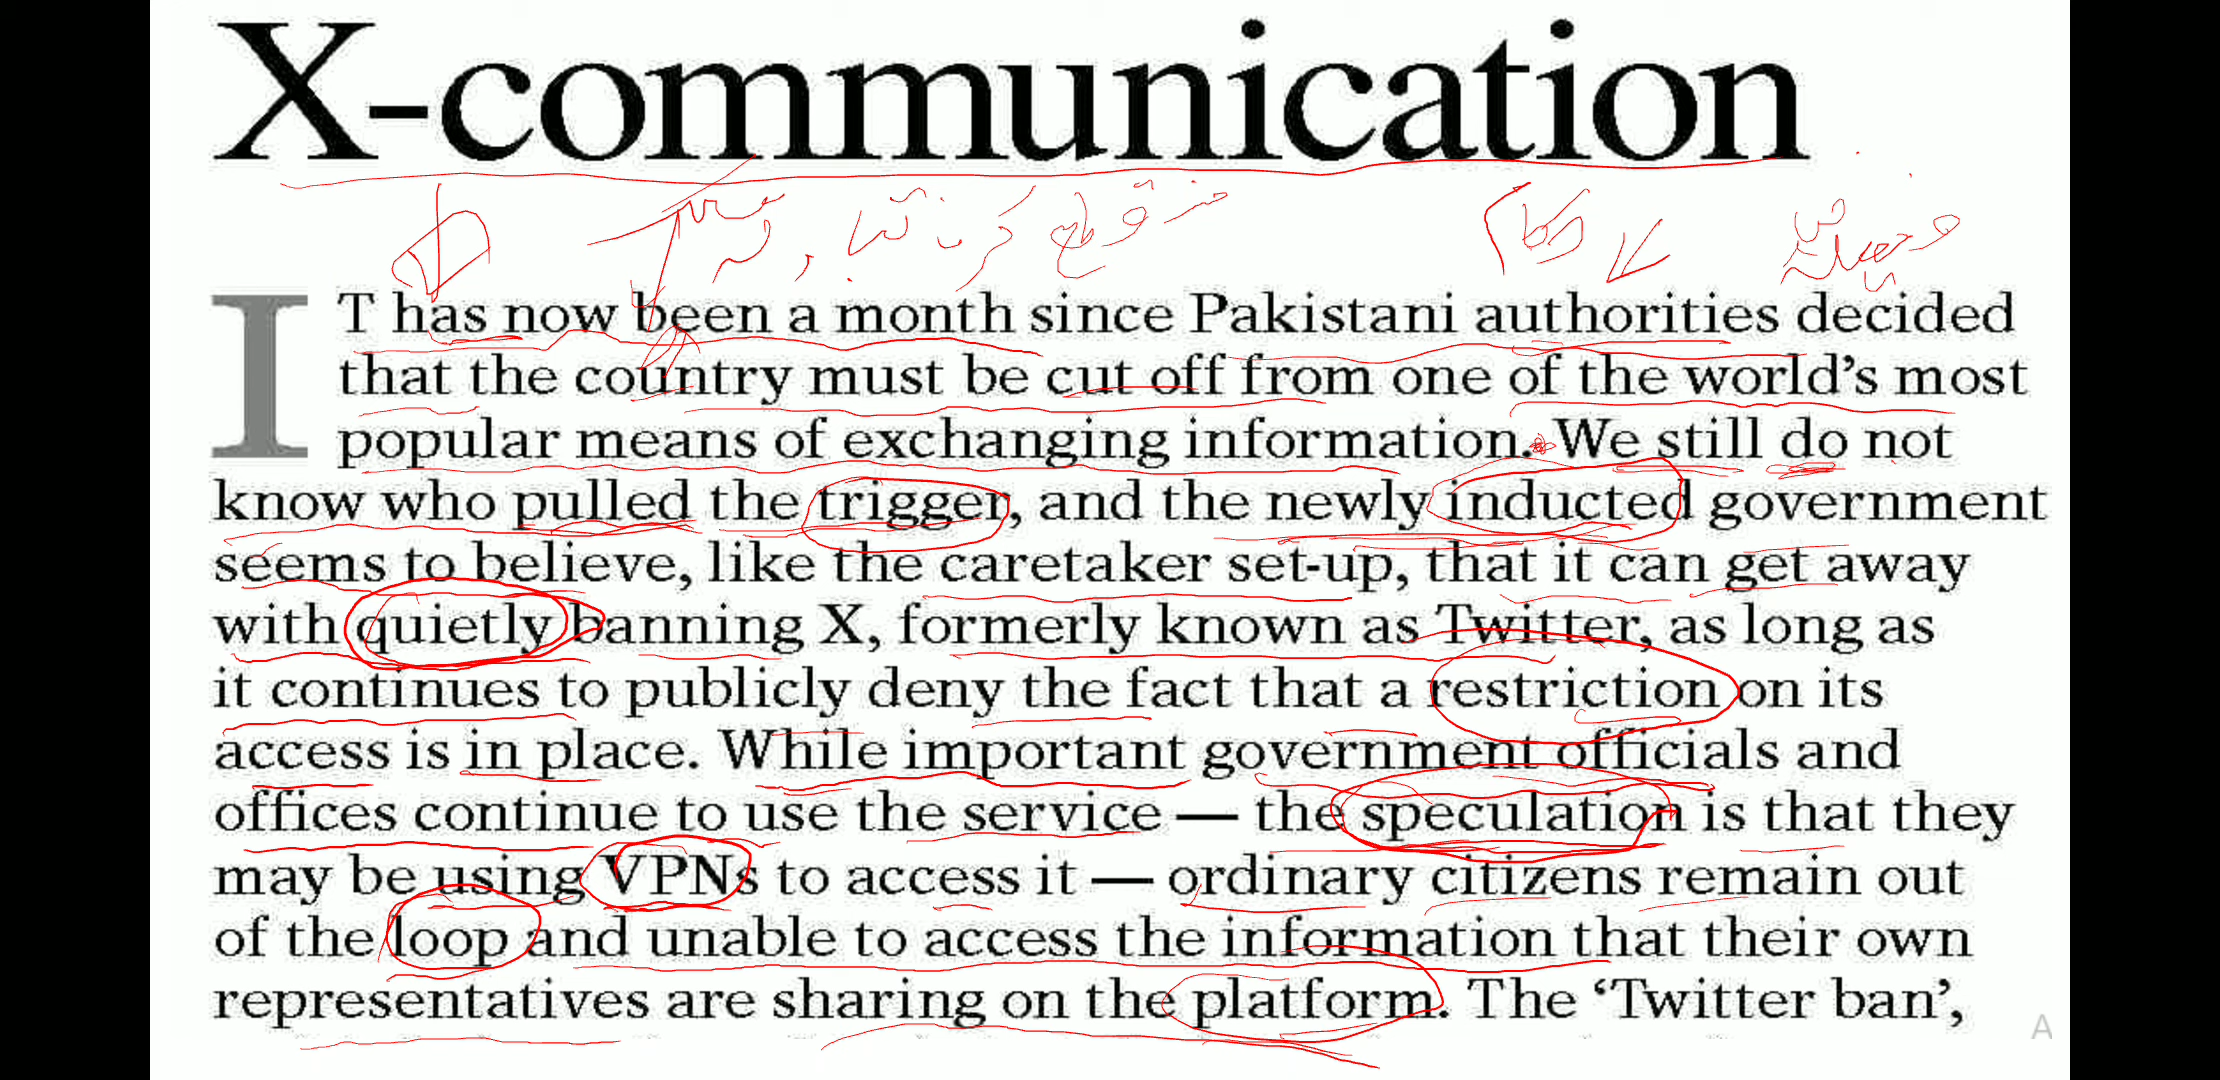 X-communication
منقطع کرنا
IT has now been a month since Pakistani authorities decided
that the country must be cut off from one of the world’s most
popular means of exchanging information. We still do not
know who pulled the trigger, and the newly inducted government
seems to believe, like the caretaker set-up, that it can get away
with quietly banning X, formerly known as Twitter, as long as
it continues to publicly deny the fact that a restriction on its
access is in place. While important government officials and
offices continue to use the service — the speculation is that they
may be using VPNs to access it — ordinary citizens remain out
of the loop and unable to access the information that their own
representatives are sharing on the platform. The ‘Twitter ban’,
A